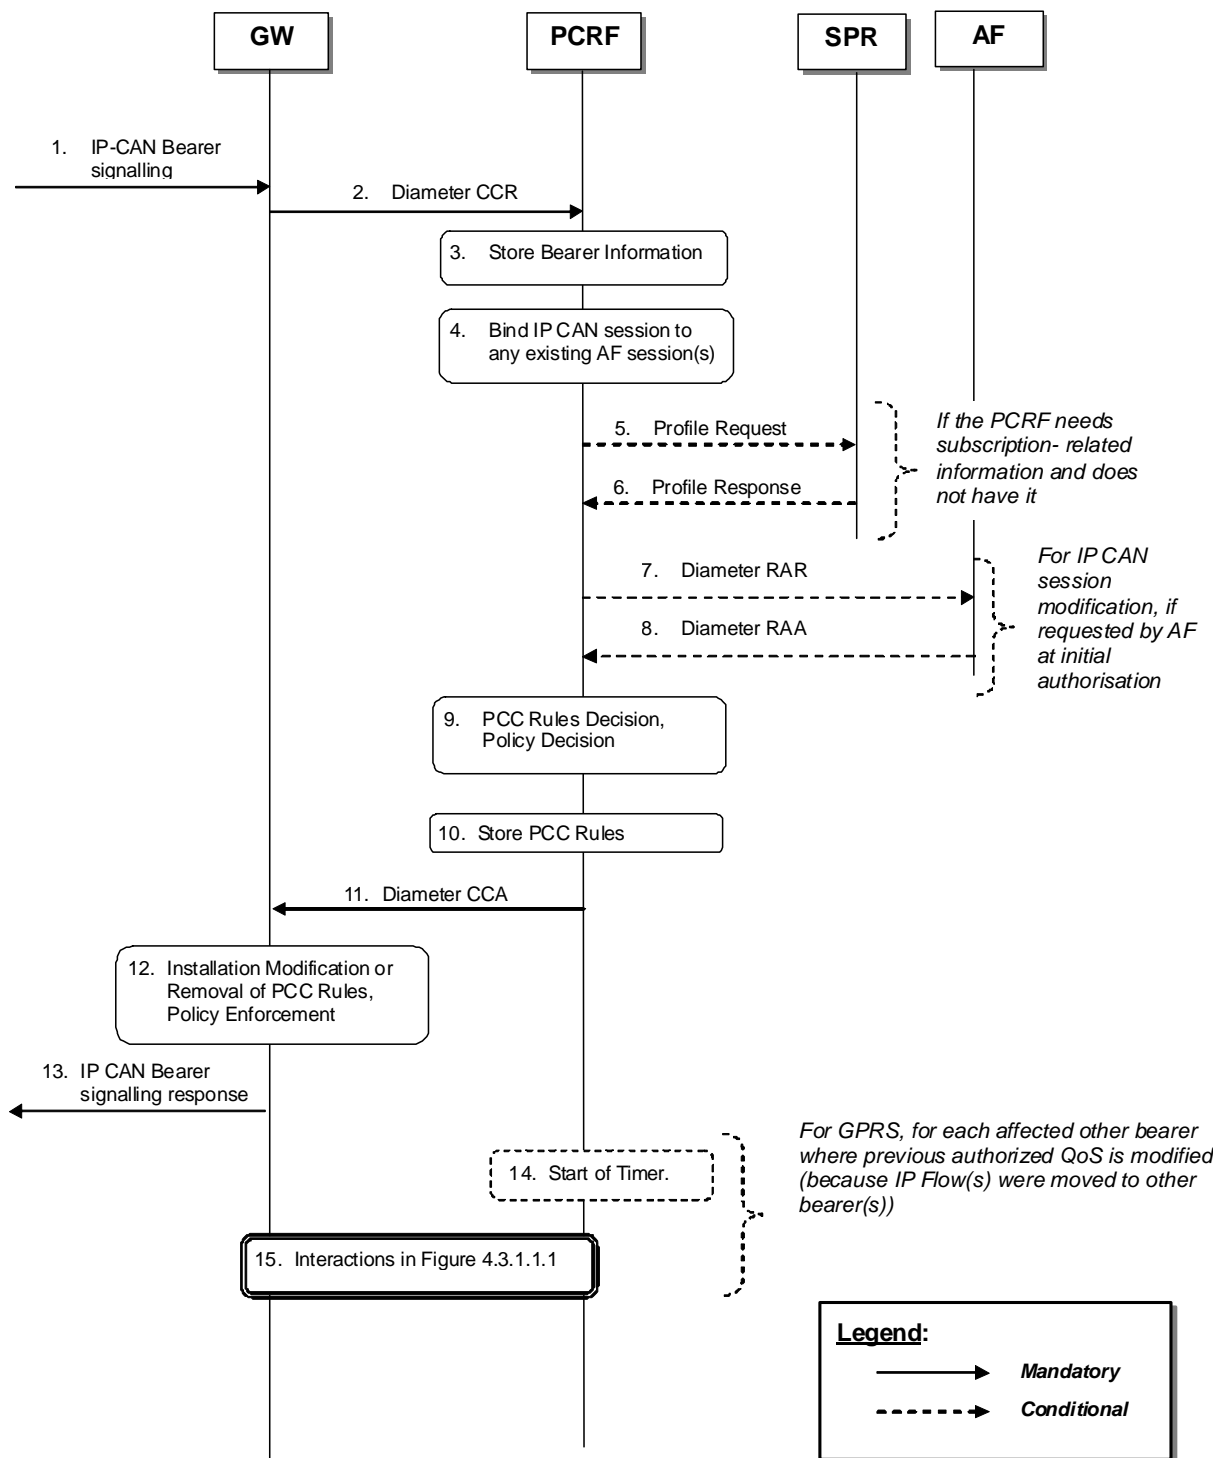 GW
PCRF
SPR
AF
1. IP-CAN Bearer
signalling
2. Diameter CCR
3. Store Bearer Information
4. Bind IP CAN session to
any existing AF session(s)
5. Profile Request
6. Profile Response
If the PCRF needs
subscription- related
information and does
not have it
7. Diameter RAR
8. Diameter RAA
For IP CAN
session
modification, if
requested by AF
at initial
authorisation
9. PCC Rules Decision,
Policy Decision
10. Store PCC Rules
11. Diameter CCA
12. Installation Modification or
Removal of PCC Rules,
Policy Enforcement
13. IP CAN Bearer
signalling response
For GPRS, for each affected other bearer
where previous authorized QoS is modified
(because IP Flow(s) were moved to other
bearer(s))
14. Start of Timer.
15. Interactions in Figure 4.3.1.1.1
Legend:
Mandatory
Conditional